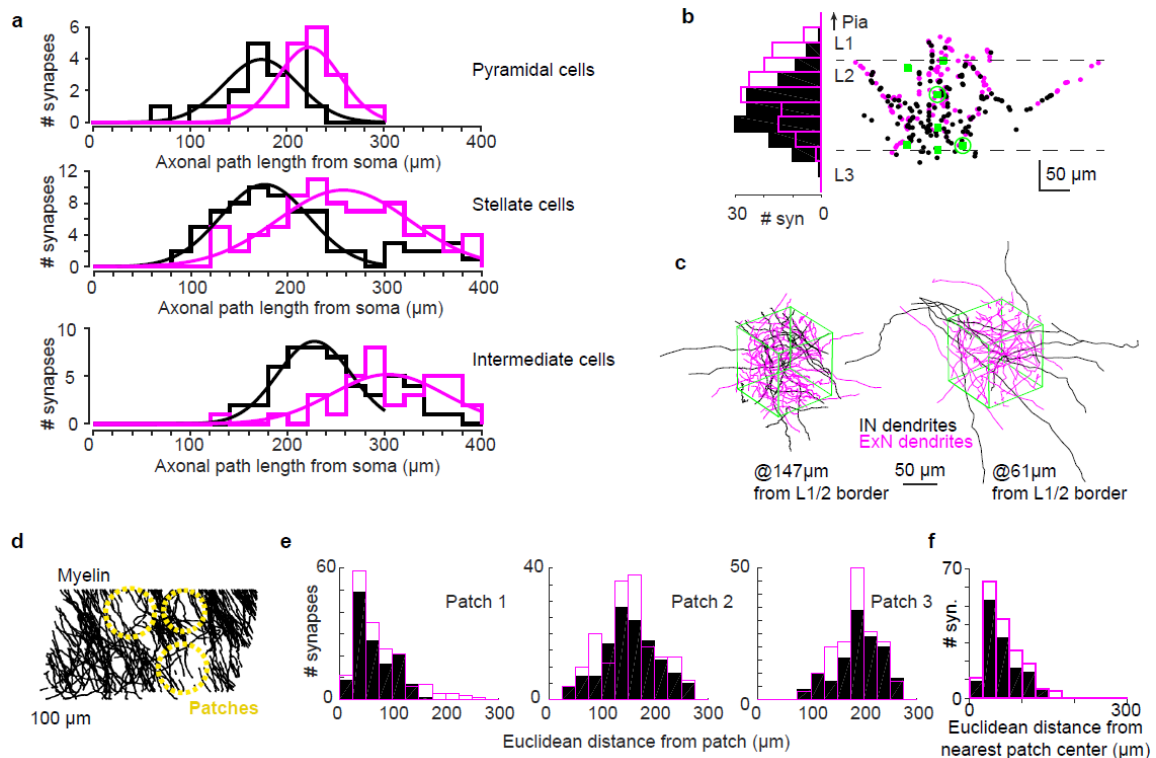 a
6
4
2
0
# synapses
Pyramidal cells
0 100 200 300 400
Axonal path length from soma (µm)
12
9
6
3
0
# synapses
Stellate cells
0 100 200 300 400
Axonal path length from soma (µm)
10
5
0
# synapses
Intermediate cells
0 100 200 300 400
Axonal path length from soma (µm)
b
Pia
L1
L2
L3
30 0
# syn
50 µm
c
IN dendrites
ExN dendrites
@147µm
from L1/2 border
50 µm
@61µm
from L1/2 border
d
Myelin
Patches
100 µm
e
60
0
# synapses
Patch 1
0 100 200 300
40
0
Patch 2
0 100 200 300
50
0
Patch 3
0 100 200 300
Euclidean distance from patch (µm)
f
70
0
# syn.
0 300
Euclidean distance from
nearest patch center (µm)